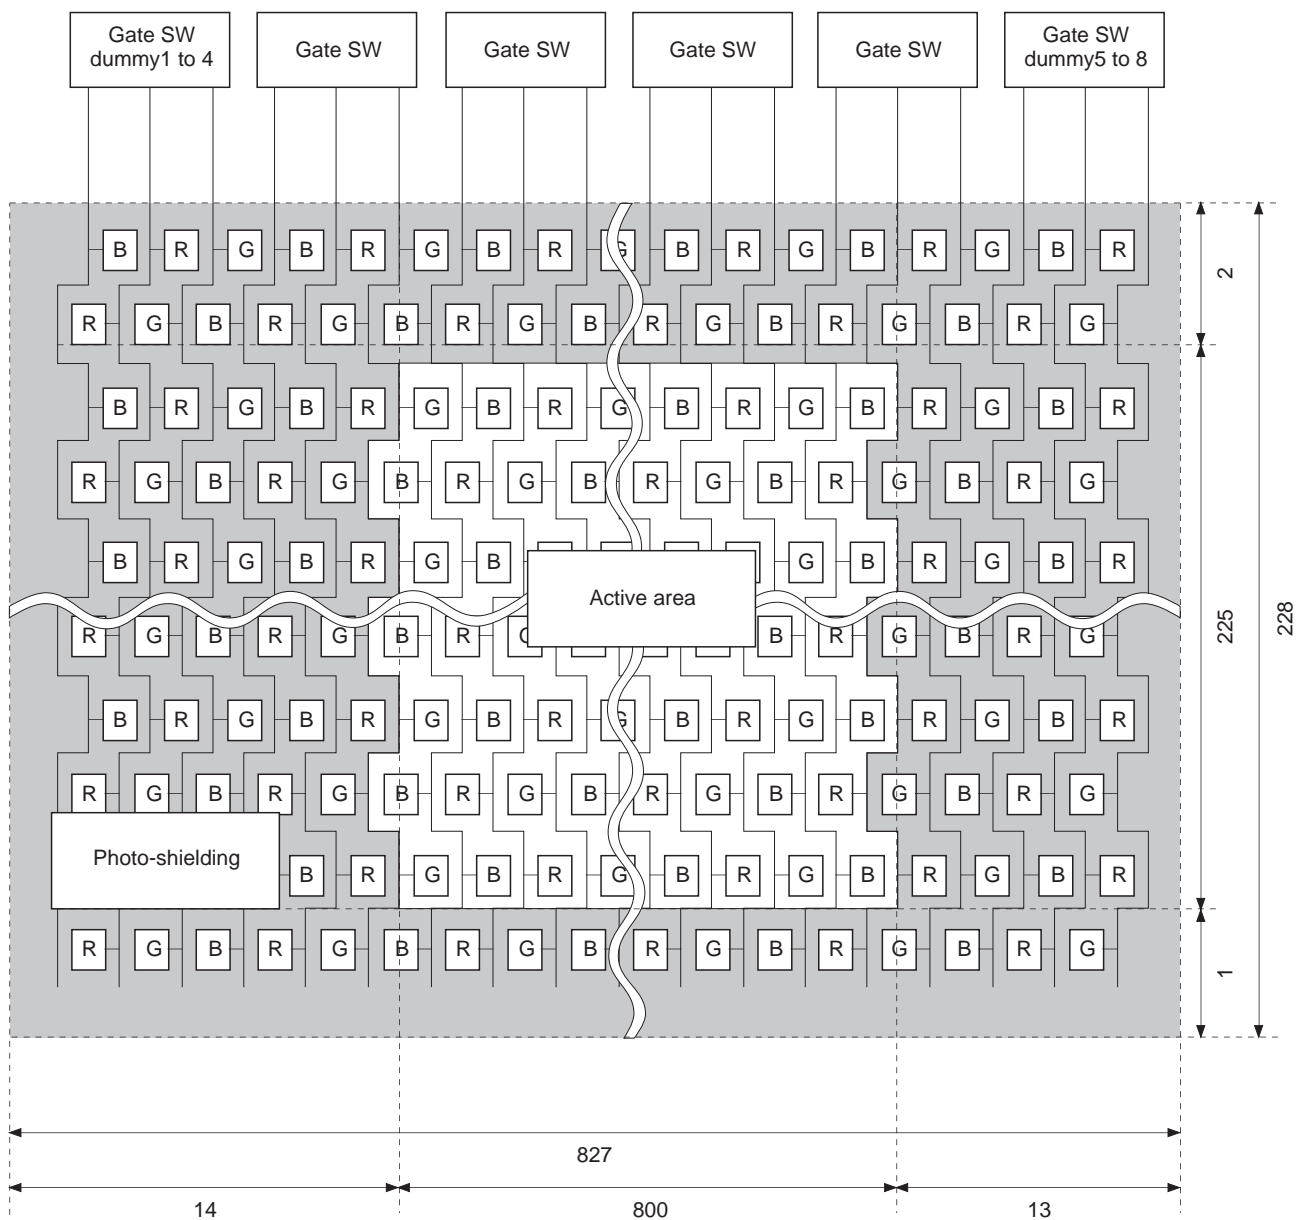 Gate SW
dummy1 to 4
Gate SW
Gate SW
Gate SW
Gate SW
Gate SW
dummy5 to 8
B R G B R G B R G B R G B R G B R
R G B R G B R G B R G B R G B R G
2
B R G B R G B R G B R G B R G B R
R G B R G B R G B R G B R G B R G
B R G B R G B G B R G B R
Active area
R G B R G B R B R G B R G
225
228
B R G B R G B R G B R G B R G B R
R G B R G B R G B R G B R G B R G
Photo-shielding
B R G B R G B R G B R G B R
R G B R G B R G B R G B R G B R G
1
827
14
800
13